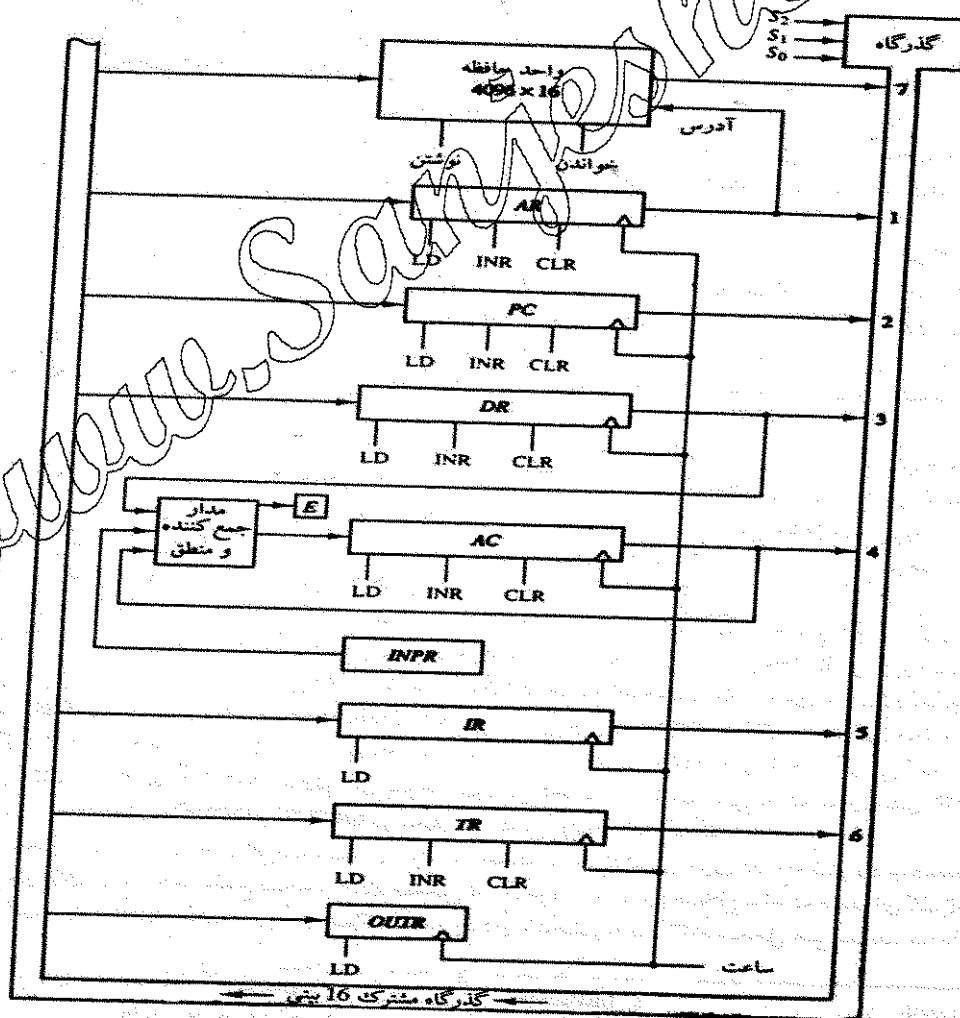 S2
S1
S0
گذرگاه
واحد حافظه
4096 × 16
7
آدرس
نوشتن
خواندن
AR
1
LD INR CLR
PC
2
LD INR CLR
DR
3
LD INR CLR
مدار
جمع کننده
و منطق
E
AC
4
LD INR CLR
INPR
IR
5
LD
TR
6
LD INR CLR
OUTR
LD
ساعت
گذرگاه مشترک 16 بیتی